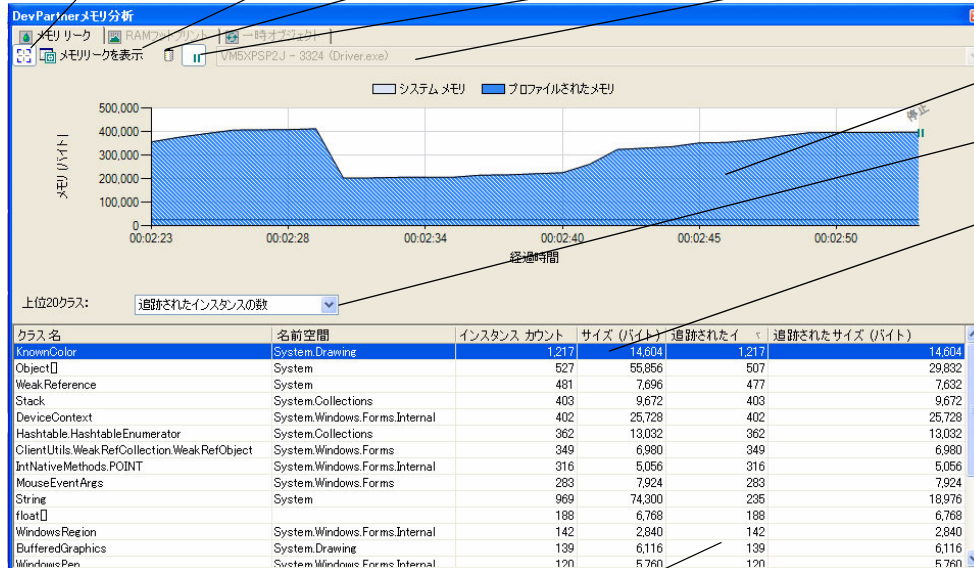 DevPartnerメモリ分析
メモリ リーク RAMフットプリント 一時オブジェクト
メモリリークを表示 VM5XPSP2J - 3324 (Driver.exe)
システム メモリ プロファイルされたメモリ
停止
500,000
400,000
300,000
200,000
100,000
0
メモリ (バイト)
00:02:23 00:02:28 00:02:34 00:02:40 00:02:45 00:02:50
経過時間
上位20クラス: 追跡されたインスタンスの数
クラス名 名前空間 インスタンス カウント サイズ (バイト) 追跡されたイ 追跡されたサイズ (バイト)
KnownColor System.Drawing 1,217 14,604 1,217 14,604
Object[] System 527 55,856 507 29,832
WeakReference System 481 7,696 477 7,632
Stack System.Collections 403 9,672 403 9,672
DeviceContext System.Windows.Forms.Internal 402 25,728 402 25,728
Hashtable.HashtableEnumerator System.Collections 362 13,032 362 13,032
ClientUtils.WeakRefCollection.WeakRefObject System.Windows.Forms 349 6,980 349 6,980
IntNativeMethods.POINT System.Windows.Forms.Internal 316 5,056 316 5,056
MouseEventArgs System.Windows.Forms 283 7,924 283 7,924
String System 969 74,300 235 18,976
float[] 188 6,768 188 6,768
WindowsRegion System.Windows.Forms.Internal 142 2,840 142 2,840
BufferedGraphics System.Drawing 139 6,116 139 6,116
WindowsPen System.Windows.Forms.Internal 120 5,760 120 5,760